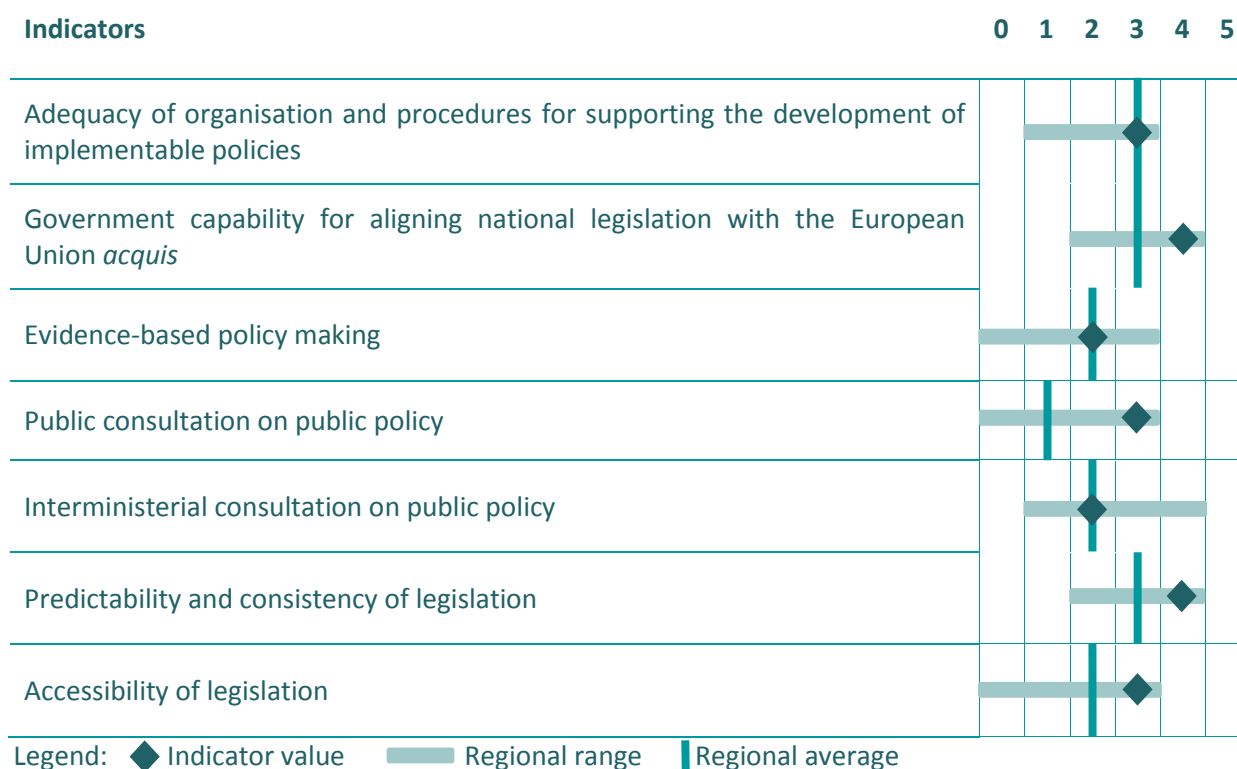 Indicators 0 1 2 3 4 5
Adequacy of organisation and procedures for supporting the development of
implementable policies
Government capability for aligning national legislation with the European
Union acquis
Evidence-based policy making
Public consultation on public policy
Interministerial consultation on public policy
Predictability and consistency of legislation
Accessibility of legislation
Legend: Indicator value Regional range Regional average